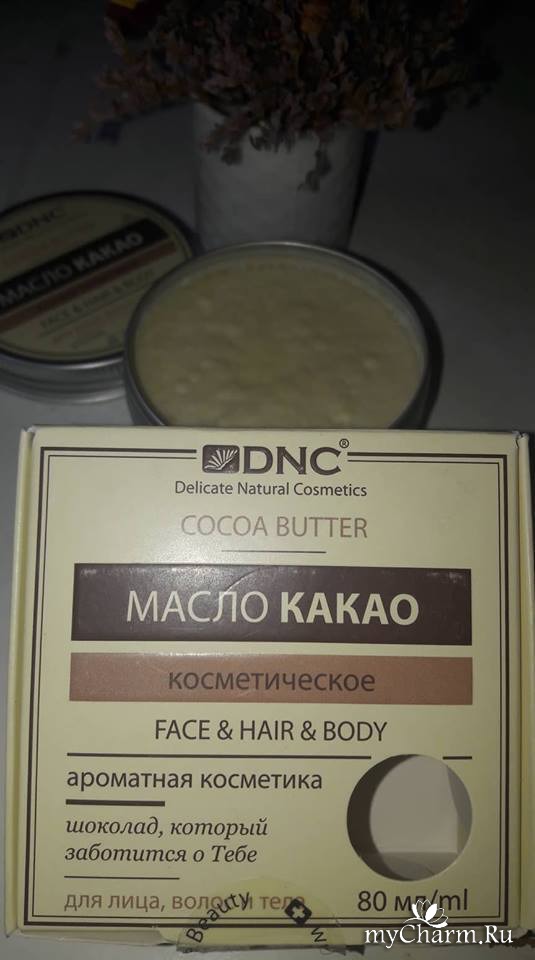 DNC
МАСЛО КАКАО
FACE & HAIR & BODY
DNC®
Delicate Natural Cosmetics
COCOA BUTTER
МАСЛО КАКАО
косметическое
FACE & HAIR & BODY
ароматная косметика
шоколад, который
заботится о Тебе
для лица, волос и тела
80 мл/ml
Beauty
myCharm.Ru